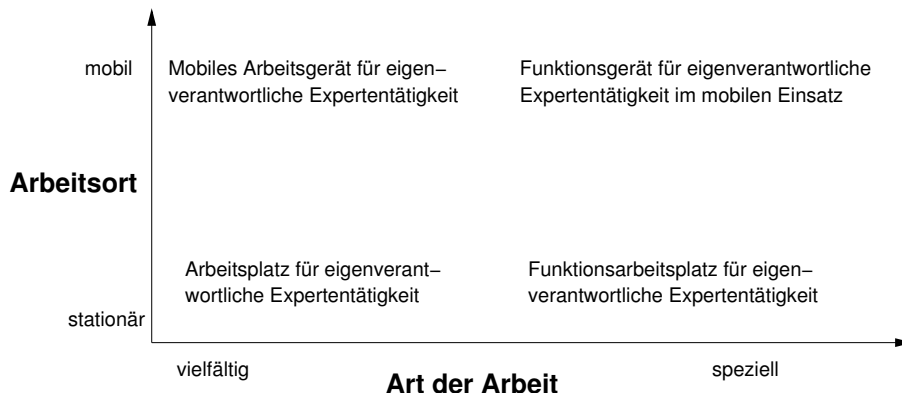 mobil
Mobiles Arbeitsgerät für eigen−
verantwortliche Expertentätigkeit
Funktionsgerät für eigenverantwortliche
Expertentätigkeit im mobilen Einsatz
Arbeitsort
Arbeitsplatz für eigenverant−
wortliche Expertentätigkeit
Funktionsarbeitsplatz für eigen−
verantwortliche Expertentätigkeit
stationär
vielfältig
speziell
Art der Arbeit